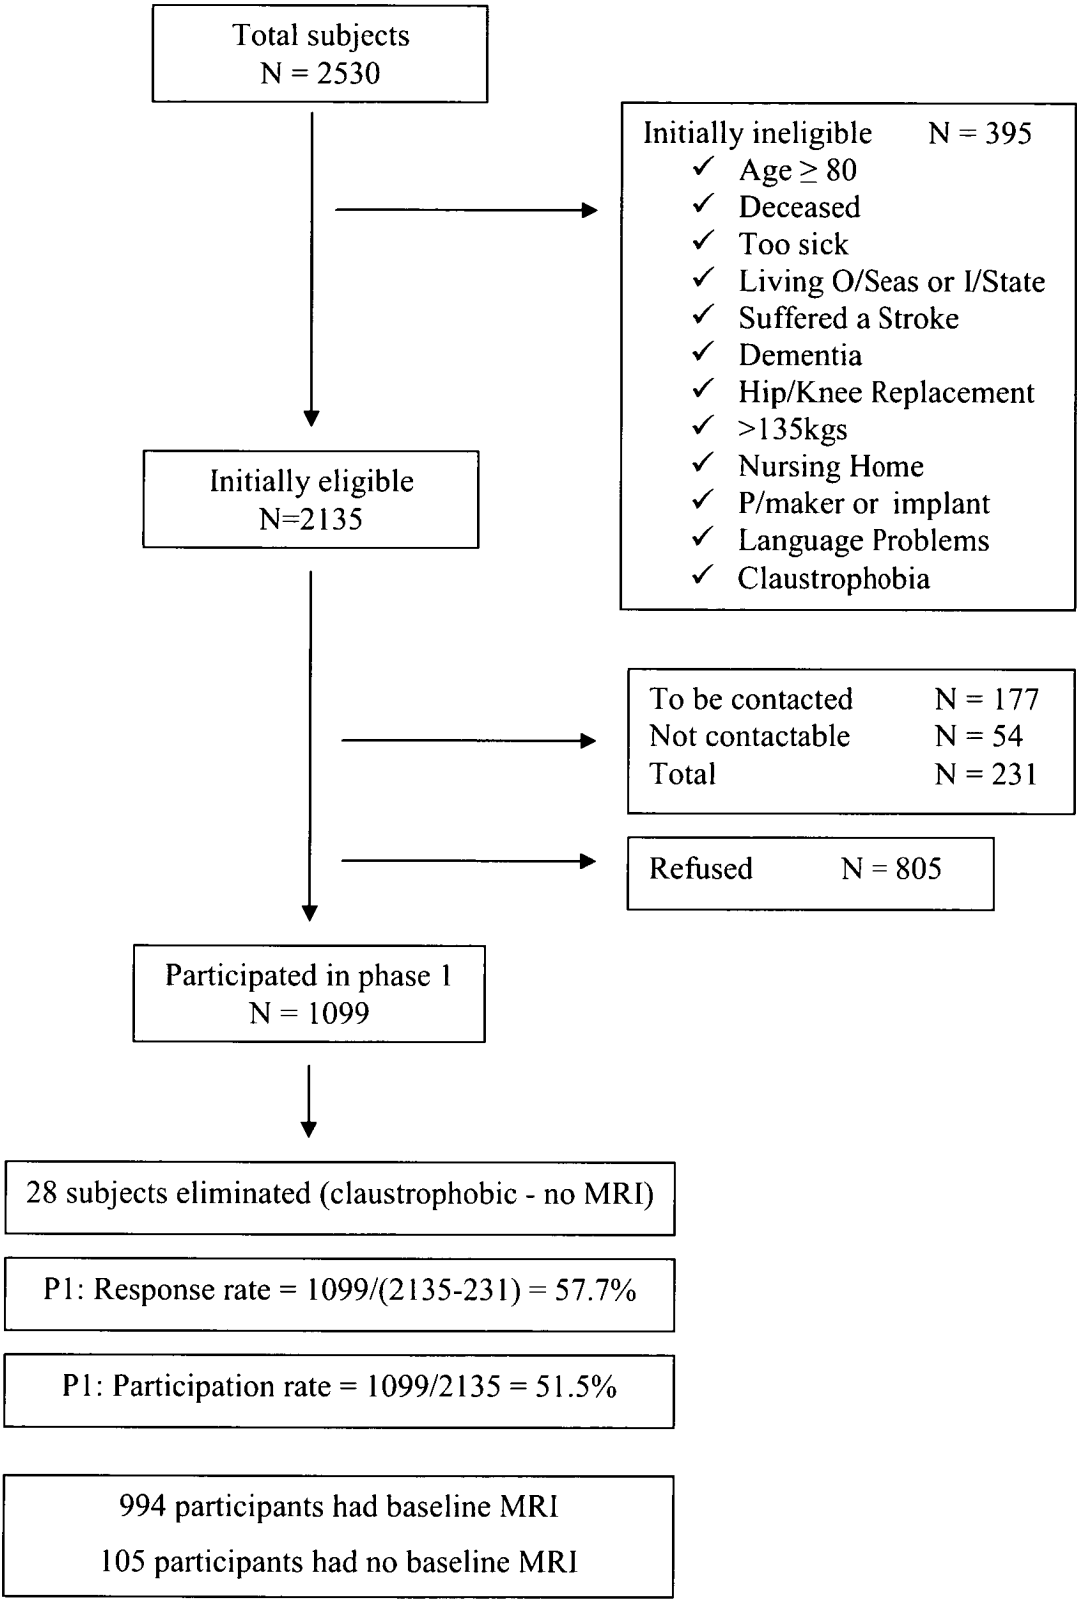 Total subjects
N = 2530
Initially ineligible N = 395
✓ Age ≥ 80
✓ Deceased
✓ Too sick
✓ Living O/Seas or I/State
✓ Suffered a Stroke
✓ Dementia
✓ Hip/Knee Replacement
✓ >135kgs
✓ Nursing Home
✓ P/maker or implant
✓ Language Problems
✓ Claustrophobia
Initially eligible
N=2135
To be contacted N = 177
Not contactable N = 54
Total N = 231
Refused N = 805
Participated in phase 1
N = 1099
28 subjects eliminated (claustrophobic - no MRI)
P1: Response rate = 1099/(2135-231) = 57.7%
P1: Participation rate = 1099/2135 = 51.5%
994 participants had baseline MRI
105 participants had no baseline MRI